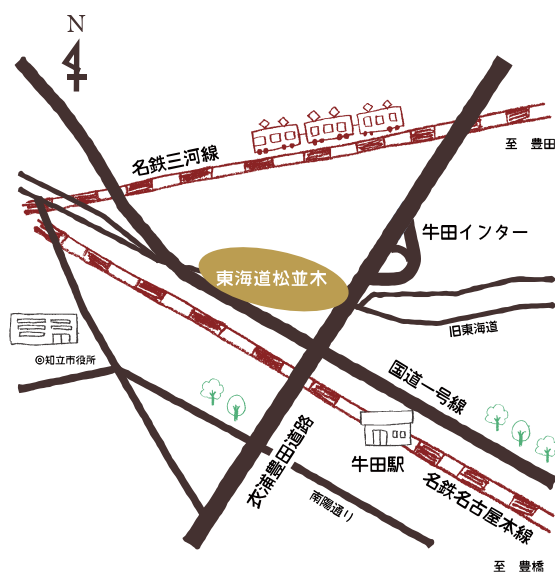 N
名鉄三河線
至　豊田
牛田インター
東海道松並木
旧東海道
◎知立市役所
国道一号線
衣浦豊田道路
牛田駅
名鉄名古屋本線
南陽通り
至　豊橋